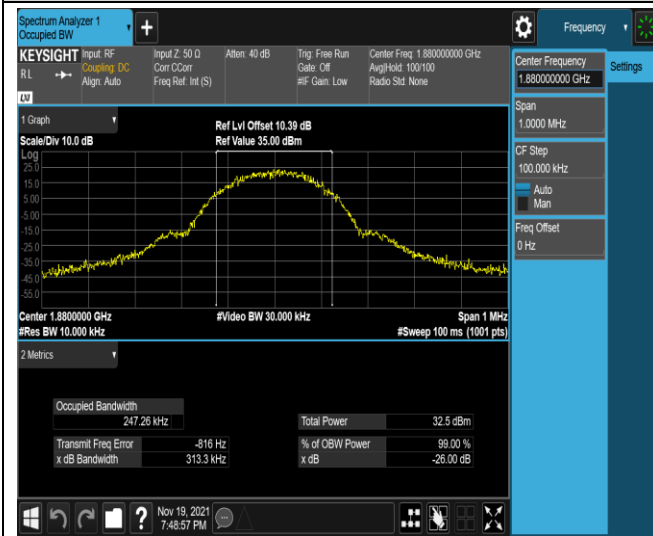 Spectrum Analyzer 1
Occupied BW
Frequency
KEYSIGHT
RL
Input: RF
Coupling: DC
Align: Auto
Input Z: 50 Ω
Corr CCorr
Freq Ref: Int (S)
Atten: 40 dB
Trig: Free Run
Gate: Off
#IF Gain: Low
Center Freq: 1.880000000 GHz
Avg|Hold: 100/100
Radio Std: None
Center Frequency
1.880000000 GHz
Settings
Span
1.0000 MHz
CF Step
100.000 kHz
Auto
Man
Freq Offset
0 Hz
1 Graph
Scale/Div 10.0 dB
Ref Lvl Offset 10.39 dB
Ref Value 35.00 dBm
Log
25.0
15.0
5.00
-5.00
-15.0
-25.0
-35.0
-45.0
-55.0
Center 1.8800000 GHz
#Res BW 10.000 kHz
#Video BW 30.000 kHz
Span 1 MHz
#Sweep 100 ms (1001 pts)
2 Metrics
Occupied Bandwidth
247.26 kHz
Total Power 32.5 dBm
Transmit Freq Error -816 Hz
% of OBW Power 99.00 %
x dB Bandwidth 313.3 kHz
x dB -26.00 dB
Nov 19, 2021
7:48:57 PM